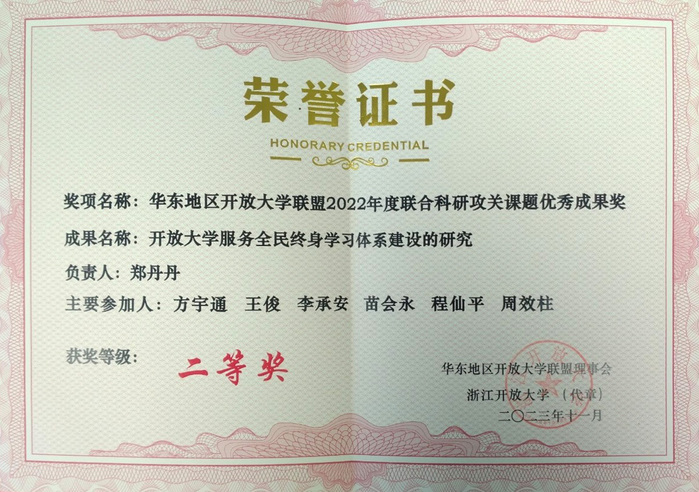 荣誉证书
HONORARY CREDENTIAL
奖项名称：华东地区开放大学联盟2022年度联合科研攻关课题优秀成果奖
成果名称：开放大学服务全民终身学习体系建设的研究
负责人：郑丹丹
主要参加人：方宇通 王俊 李承安 苗会永 程仙平 周效柱
获奖等级：二等奖
华东地区开放大学联盟理事会
浙江开放大学（代章）
二〇二三年十一月